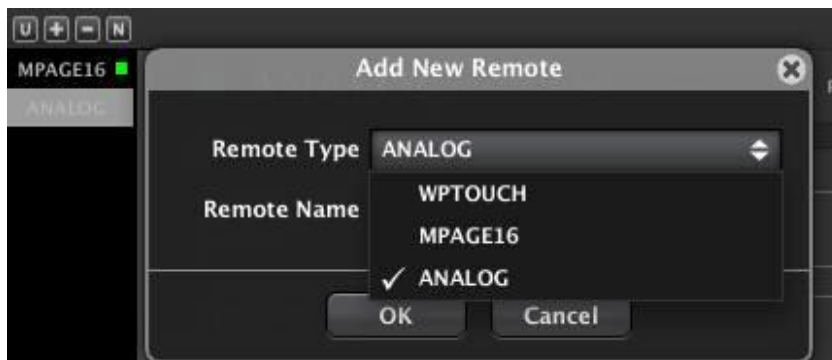 U + - N
MPAGE16
ANALOG
Add New Remote
Remote Type ANALOG
WPTOUCH
MPAGE16
✓ ANALOG
Remote Name
OK Cancel